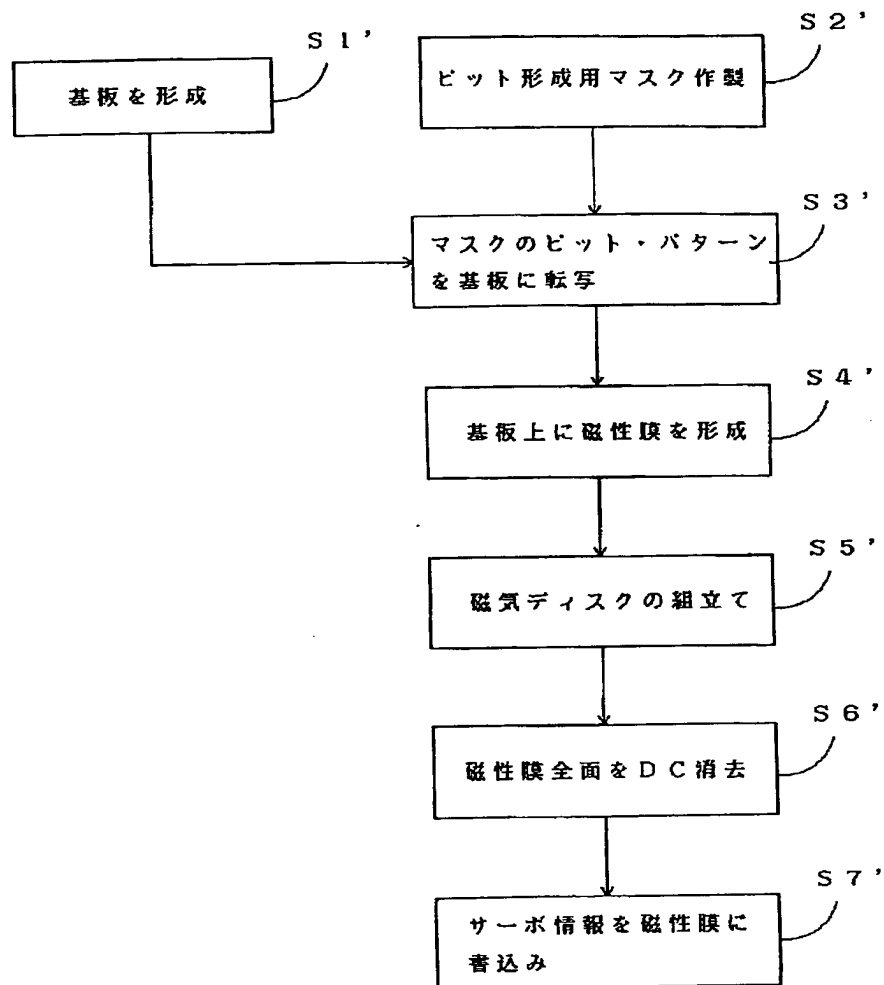 S1'
基板を形成
S2'
ピット形成用マスク作製
S3'
マスクのピット・パターン
を基板に転写
S4'
基板上に磁性膜を形成
S5'
磁気ディスクの組立て
S6'
磁性膜全面をDC消去
S7'
サーボ情報を磁性膜に
書込み